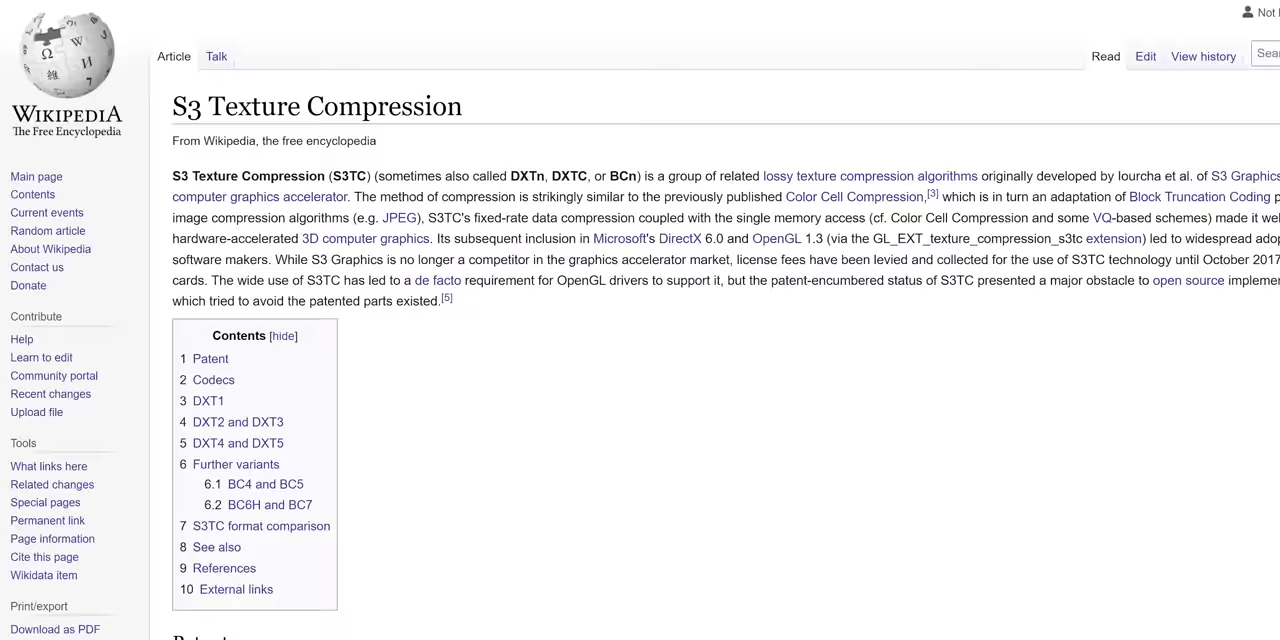 Not
Article Talk Read Edit View history
WIKIPEDIA
The Free Encyclopedia
Main page
Contents
Current events
Random article
About Wikipedia
Contact us
Donate
Contribute
Help
Learn to edit
Community portal
Recent changes
Upload file
Tools
What links here
Related changes
Special pages
Permanent link
Page information
Cite this page
Wikidata item
Print/export
Download as PDF
S3 Texture Compression
From Wikipedia, the free encyclopedia
S3 Texture Compression (S3TC) (sometimes also called DXTn, DXTC, or BCn) is a group of related lossy texture compression algorithms originally developed by Iourcha et al. of S3 Graphics
computer graphics accelerator. The method of compression is strikingly similar to the previously published Color Cell Compression,[3] which is in turn an adaptation of Block Truncation Coding
image compression algorithms (e.g. JPEG), S3TC's fixed-rate data compression coupled with the single memory access (cf. Color Cell Compression and some VQ-based schemes) made it
hardware-accelerated 3D computer graphics. Its subsequent inclusion in Microsoft's DirectX 6.0 and OpenGL 1.3 (via the GL_EXT_texture_compression_s3tc extension) led to widespread
software makers. While S3 Graphics is no longer a competitor in the graphics accelerator market, license fees have been levied and collected for the use of S3TC technology until October 2017
cards. The wide use of S3TC has led to a de facto requirement for OpenGL drivers to support it, but the patent-encumbered status of S3TC presented a major obstacle to open source
which tried to avoid the patented parts existed.[5]
Contents [hide]
1 Patent
2 Codecs
3 DXT1
4 DXT2 and DXT3
5 DXT4 and DXT5
6 Further variants
6.1 BC4 and BC5
6.2 BC6H and BC7
7 S3TC format comparison
8 See also
9 References
10 External links